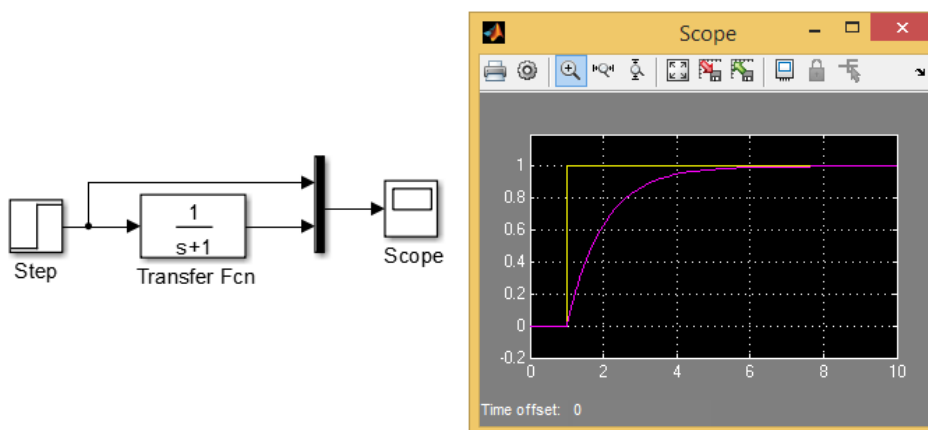 Step
1
s+1
Transfer Fcn
Scope
Scope
1
0.8
0.6
0.4
0.2
0
-0.2
0 2 4 6 8 10
Time offset: 0